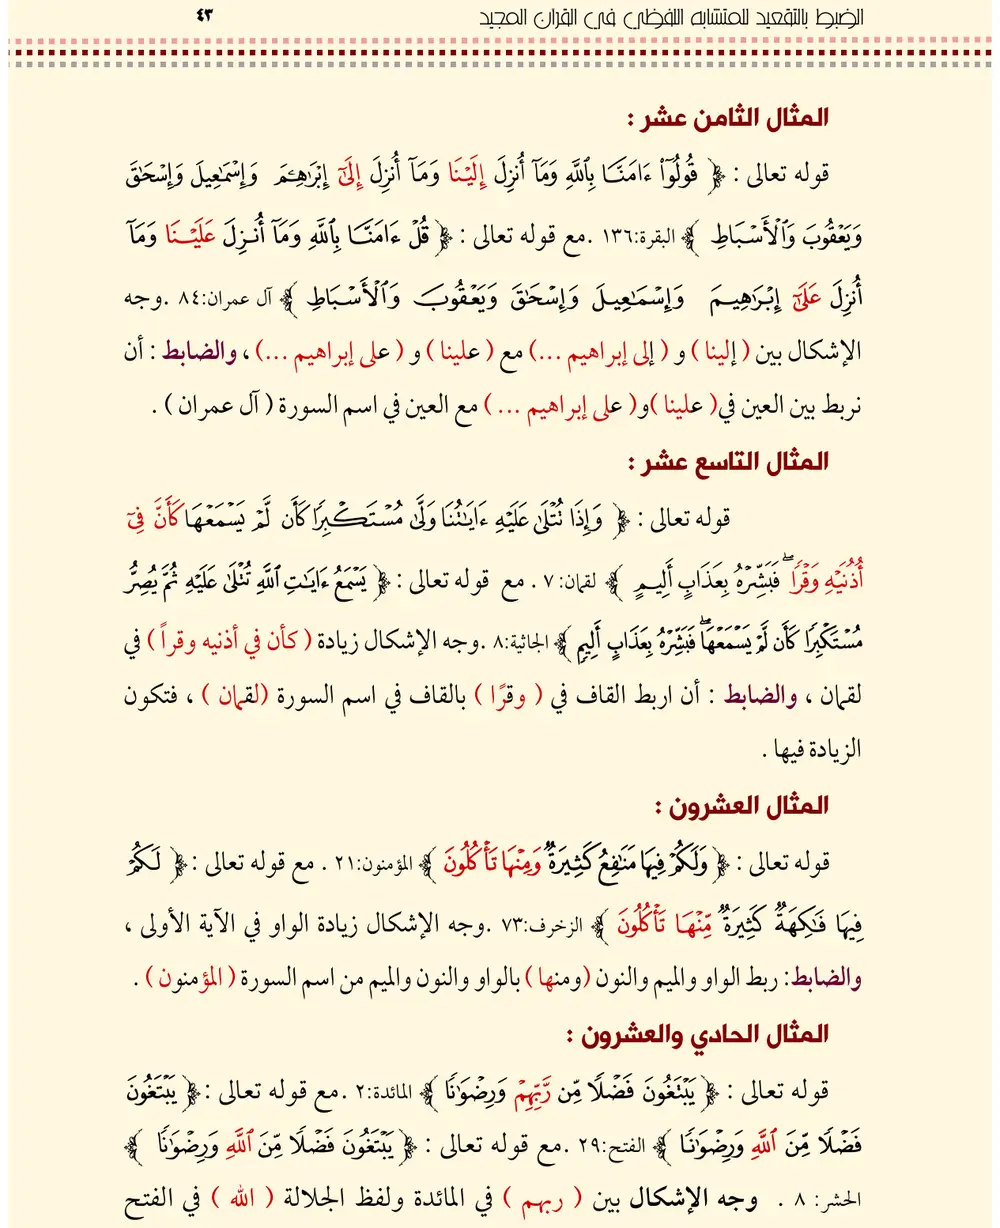 الضبط بالتقعيد للمتشابه اللفظي في القرآن المجيد ٤٣
المثال الثامن عشر :
قوله تعالى : ﴿ قُولُوٓا۟ ءَامَنَّا بِٱللَّهِ وَمَآ أُنزِلَ إِلَيْنَا وَمَآ أُنزِلَ إِلَىٰٓ إِبْرَٰهِـۧمَ وَإِسْمَٰعِيلَ وَإِسْحَٰقَ
وَيَعْقُوبَ وَٱلْأَسْبَاطِ ﴾ البقرة:١٣٦ .مع قوله تعالى : ﴿ قُلْ ءَامَنَّا بِٱللَّهِ وَمَآ أُنزِلَ عَلَيْنَا وَمَآ
أُنزِلَ عَلَىٰٓ إِبْرَٰهِيمَ وَإِسْمَٰعِيلَ وَإِسْحَٰقَ وَيَعْقُوبَ وَٱلْأَسْبَاطِ ﴾ آل عمران:٨٤ .وجه
الإشكال بين ( إلينا ) و ( إلى إبراهيم ...) مع ( علينا ) و ( على إبراهيم ...) ، والضابط : أن
نربط بين العين في( علينا )و( على إبراهيم ... ) مع العين في اسم السورة ( آل عمران ) .
المثال التاسع عشر :
قوله تعالى : ﴿ وَإِذَا تُتْلَىٰ عَلَيْهِ ءَايَٰتُنَا وَلَّىٰ مُسْتَكْبِرًا كَأَن لَّمْ يَسْمَعْهَا كَأَنَّ فِىٓ
أُذُنَيْهِ وَقْرًا ۖ فَبَشِّرْهُ بِعَذَابٍ أَلِيمٍ ﴾ لقمان: ٧ . مع قوله تعالى : ﴿ يَسْمَعُ ءَايَٰتِ ٱللَّهِ تُتْلَىٰ عَلَيْهِ ثُمَّ يُصِرُّ
مُسْتَكْبِرًا كَأَن لَّمْ يَسْمَعْهَا ۖ فَبَشِّرْهُ بِعَذَابٍ أَلِيمٍ ﴾ الجاثية:٨ .وجه الإشكال زيادة ( كأن في أذنيه وقراً ) في
لقمان ، والضابط : أن اربط القاف في ( وقرًا ) بالقاف في اسم السورة (لقمان ) ، فتكون
الزيادة فيها .
المثال العشرون :
قوله تعالى : ﴿ وَلَكُمْ فِيهَا مَنَٰفِعُ كَثِيرَةٌ وَمِنْهَا تَأْكُلُونَ ﴾ المؤمنون:٢١ . مع قوله تعالى :﴿ لَكُمْ
فِيهَا فَٰكِهَةٌ كَثِيرَةٌ مِّنْهَا تَأْكُلُونَ ﴾ الزخرف:٧٣ .وجه الإشكال زيادة الواو في الآية الأولى ،
والضابط: ربط الواو والميم والنون (ومنها ) بالواو والنون والميم من اسم السورة ( المؤمنون ) .
المثال الحادي والعشرون :
قوله تعالى : ﴿ يَبْتَغُونَ فَضْلًا مِّن رَّبِّهِمْ وَرِضْوَٰنًا ﴾ المائدة:٢ .مع قوله تعالى :﴿ يَبْتَغُونَ
فَضْلًا مِّنَ ٱللَّهِ وَرِضْوَٰنًا ﴾ الفتح:٢٩ .مع قوله تعالى : ﴿ يَبْتَغُونَ فَضْلًا مِّنَ ٱللَّهِ وَرِضْوَٰنًا ﴾
الحشر: ٨ . وجه الإشكال بين ( ربهم ) في المائدة ولفظ الجلالة ( الله ) في الفتح